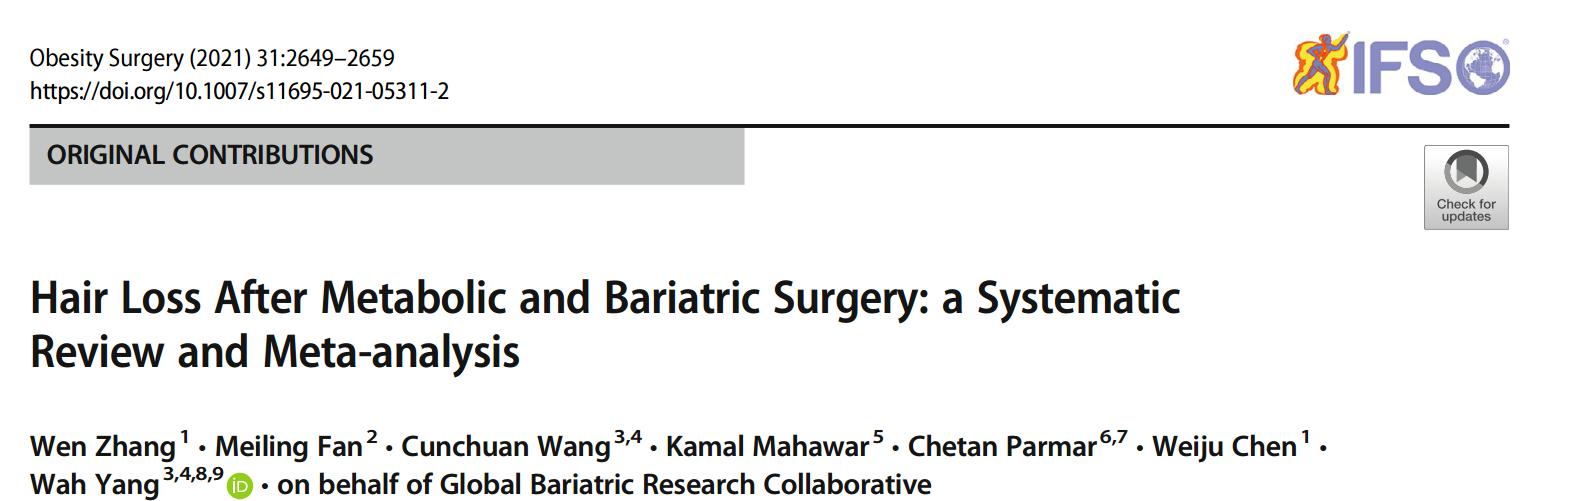 Obesity Surgery (2021) 31:2649–2659
https://doi.org/10.1007/s11695-021-05311-2
IFSO®
ORIGINAL CONTRIBUTIONS
Check for
updates
Hair Loss After Metabolic and Bariatric Surgery: a Systematic
Review and Meta-analysis
Wen Zhang 1 · Meiling Fan 2 · Cunchuan Wang 3,4 · Kamal Mahawar 5 · Chetan Parmar 6,7 · Weiju Chen 1 ·
Wah Yang 3,4,8,9 iD · on behalf of Global Bariatric Research Collaborative